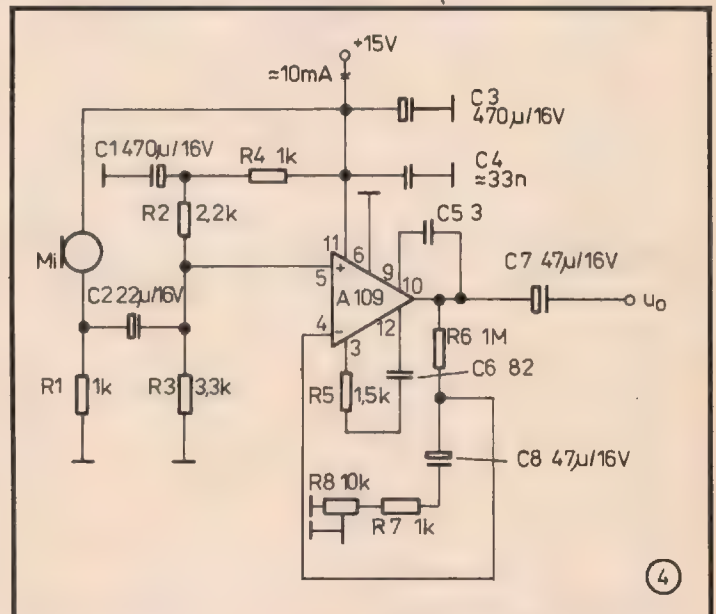 +15V
≈10mA
C3
470µ/16V
C1 470µ/16V
R4 1k
C4
≈33n
R2
2,2k
C5 3
11
6
9
10
C7 47µ/16V
Mi
5
+
A 109
uo
C2 22µ/16V
4
-
12
R6 1M
3
C6 82
R1
1k
R3
3,3k
R5
1,5k
C8 47µ/16V
R8 10k
R7 1k
4